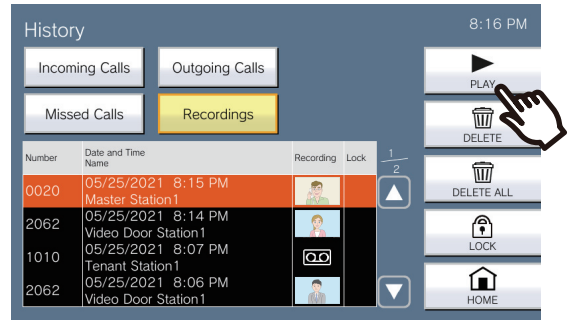 History
8:16 PM
Incoming Calls
Outgoing Calls
Missed Calls
Recordings
Number
Date and Time
Name
Recording
Lock
1
2
0020
05/25/2021 8:15 PM
Master Station1
2062
05/25/2021 8:14 PM
Video Door Station1
1010
05/25/2021 8:07 PM
Tenant Station1
2062
05/25/2021 8:06 PM
Video Door Station1
PLAY
DELETE
DELETE ALL
LOCK
HOME